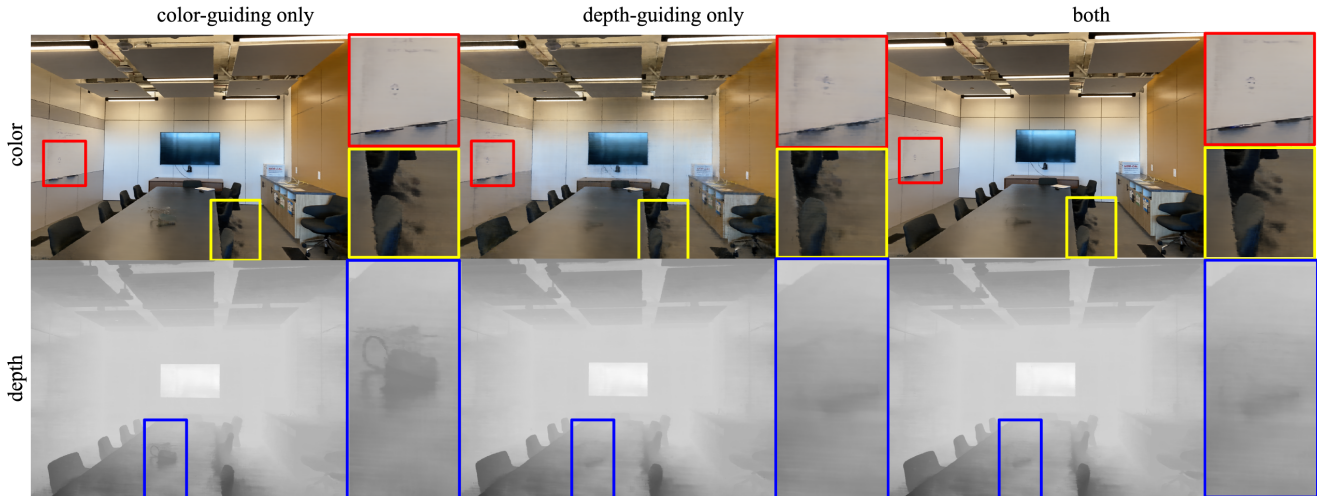 color-guiding only
depth-guiding only
both
color
depth